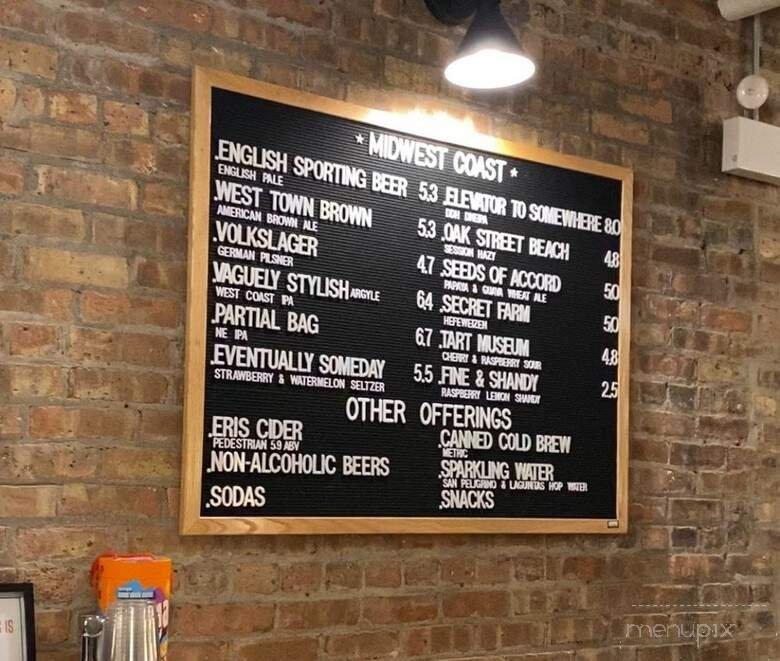 * MIDWEST COAST *
.ENGLISH SPORTING BEER 5.3
ENGLISH PALE
.WEST TOWN BROWN 5.3
AMERICAN BROWN ALE
.VOLKSLAGER 4.7
GERMAN PILSNER
.VAGUELY STYLISH ARGYLE 6.4
WEST COAST IPA
.PARTIAL BAG 6.7
NE IPA
.EVENTUALLY SOMEDAY 5.5
STRAWBERRY & WATERMELON SELTZER
.ELEVATOR TO SOMEWHERE 8.0
DDH DNEIPA
.OAK STREET BEACH 4.8
SESSION HAZY
.SEEDS OF ACCORD 5.0
PAPAYA & GUAVA WHEAT ALE
.SECRET FARM 5.0
HEFEWEIZEN
.TART MUSEUM 4.8
CHERRY & RASPBERRY SOUR
.FINE & SHANDY 2.5
RASPBERRY LEMON SHANDY
OTHER OFFERINGS
.ERIS CIDER
PEDESTRIAN 5.9 ABV
.NON-ALCOHOLIC BEERS
.SODAS
.CANNED COLD BREW
METRIC
.SPARKLING WATER
SAN PELIGRINO & LAGUNITAS HOP WATER
.SNACKS
IS
menupix